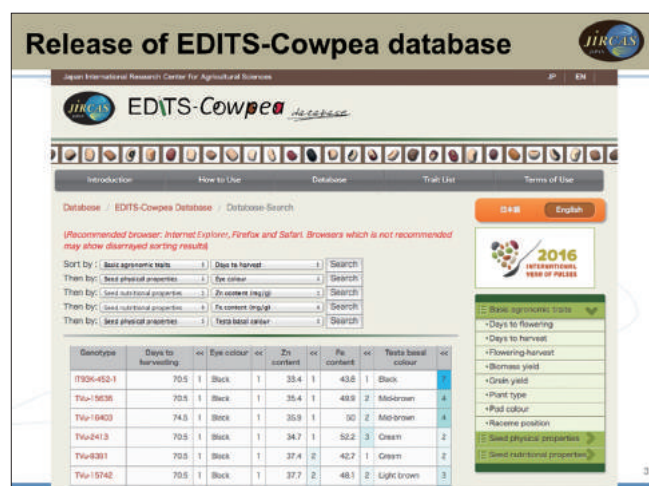 Release of EDITS-Cowpea database
JIRCAS
JAPAN
Japan International Research Center for Agricultural Sciences
JP EN
JIRCAS
JAPAN
EDITS-Cowpea database
Introduction How to Use Database Trait List Terms of Use
Database / EDITS-Cowpea Database / Database-Search
日本語 English
(Recommended browser: Internet Explorer, Firefox and Safari. Browsers which is not recommended
may show disarrayed sorting results)
2016
INTERNATIONAL
YEAR OF PULSES
Sort by : Basic agronomic traits Days to harvest Search
Then by: Seed physical properties Eye colour Search
Then by: Seed nutritional properties Zn content (mg/g) Search
Then by: Seed nutritional properties Fe content (mg/g) Search
Then by: Seed physical properties Testa basal colour Search
Basic agronomic traits
Days to flowering
Days to harvest
Flowering-harvest
Biomass yield
Grain yield
Plant type
Pod colour
Raceme position
Seed physical properties
Seed nutritional properties
Genotype Days to harvesting << Eye colour << Zn content << Fe content << Testa basal colour <<
IT93K-452-1 70.5 1 Black 1 33.4 1 43.8 1 Black 7
TVu-15636 70.5 1 Black 1 35.4 1 49.9 2 Mid-brown 4
TVu-16403 74.5 1 Black 1 35.9 1 50 2 Mid-brown 4
TVu-2413 70.5 1 Black 1 34.7 1 52.2 3 Cream 2
TVu-8391 70.5 1 Black 1 37.4 2 42.7 1 Cream 2
TVu-15742 70.5 1 Black 1 37.7 2 48.1 2 Light brown 3
3